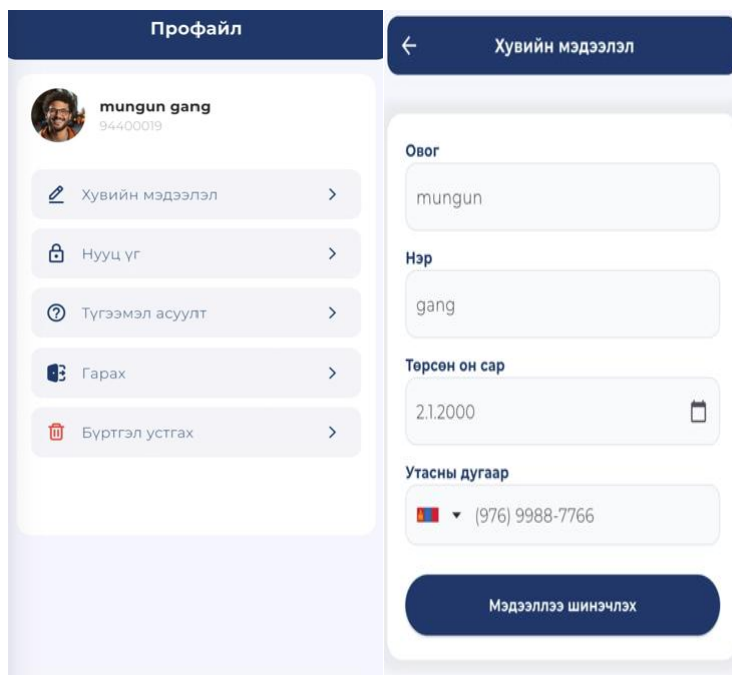 Профайл
mungun gang
94400019
Хувийн мэдээлэл
Нууц үг
Түгээмэл асуулт
Гарах
Бүртгэл устгах
Хувийн мэдээлэл
Овог
mungun
Нэр
gang
Төрсөн он сар
2.1.2000
Утасны дугаар
(976) 9988-7766
Мэдээллээ шинэчлэх